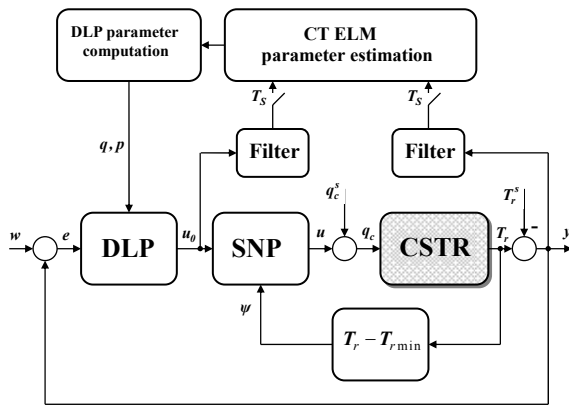 DLP parameter
computation
CT ELM
parameter estimation
T_S
T_S
Filter
Filter
q, p
q_c^s
T_r^s
w
e
DLP
u_0
SNP
u
q_c
CSTR
T_r
-
y
ψ
T_r − T_{r min}